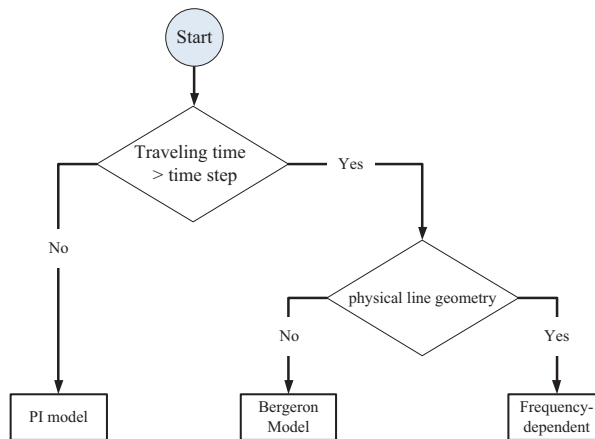 Start
Traveling time
> time step
Yes
No
physical line geometry
No
Yes
PI model
Bergeron
Model
Frequency-
dependent